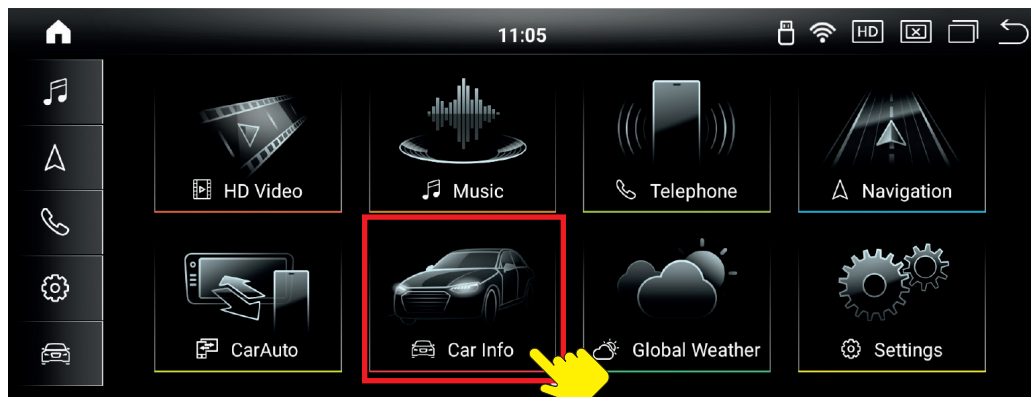 11:05
HD
HD Video
Music
Telephone
Navigation
CarAuto
Car Info
Global Weather
Settings